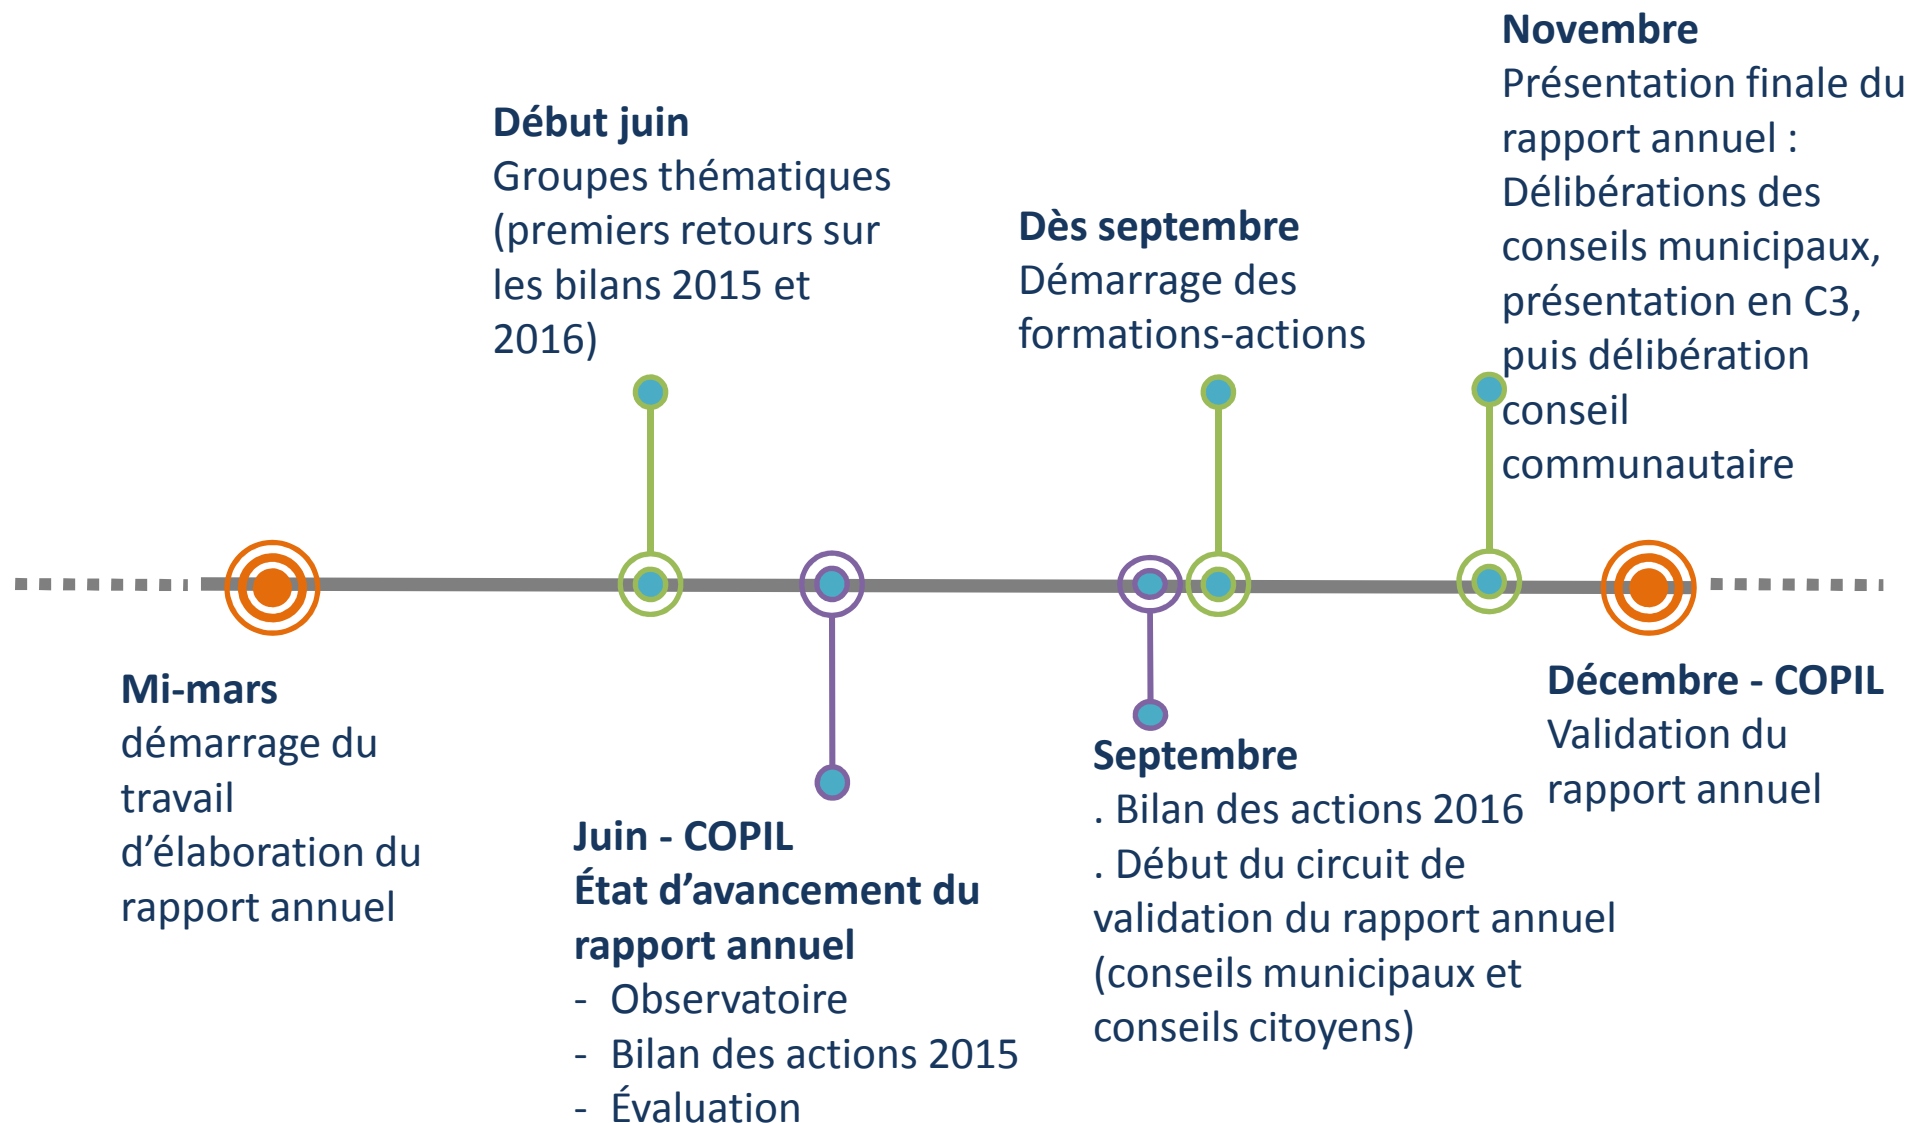 Mi-mars
démarrage du
travail
d’élaboration du
rapport annuel
Début juin
Groupes thématiques
(premiers retours sur
les bilans 2015 et
2016)
Juin - COPIL
État d’avancement du
rapport annuel
- Observatoire
- Bilan des actions 2015
- Évaluation
Septembre
. Bilan des actions 2016
. Début du circuit de
validation du rapport annuel
(conseils municipaux et
conseils citoyens)
Dès septembre
Démarrage des
formations-actions
Novembre
Présentation finale du
rapport annuel :
Délibérations des
conseils municipaux,
présentation en C3,
puis délibération
conseil
communautaire
Décembre - COPIL
Validation du
rapport annuel